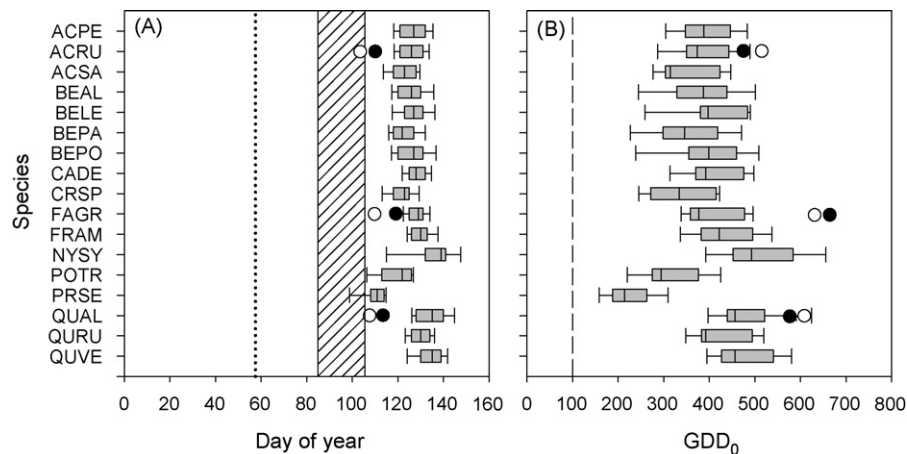 (A)
(B)
Species
ACPE
ACRU
ACSA
BEAL
BELE
BEPA
BEPO
CADE
CRSP
FAGR
FRAM
NYSY
POTR
PRSE
QUAL
QURU
QUVE
0 20 40 60 80 100 120 140 160
0 100 200 300 400 500 600 700 800
Day of year
GDD₀